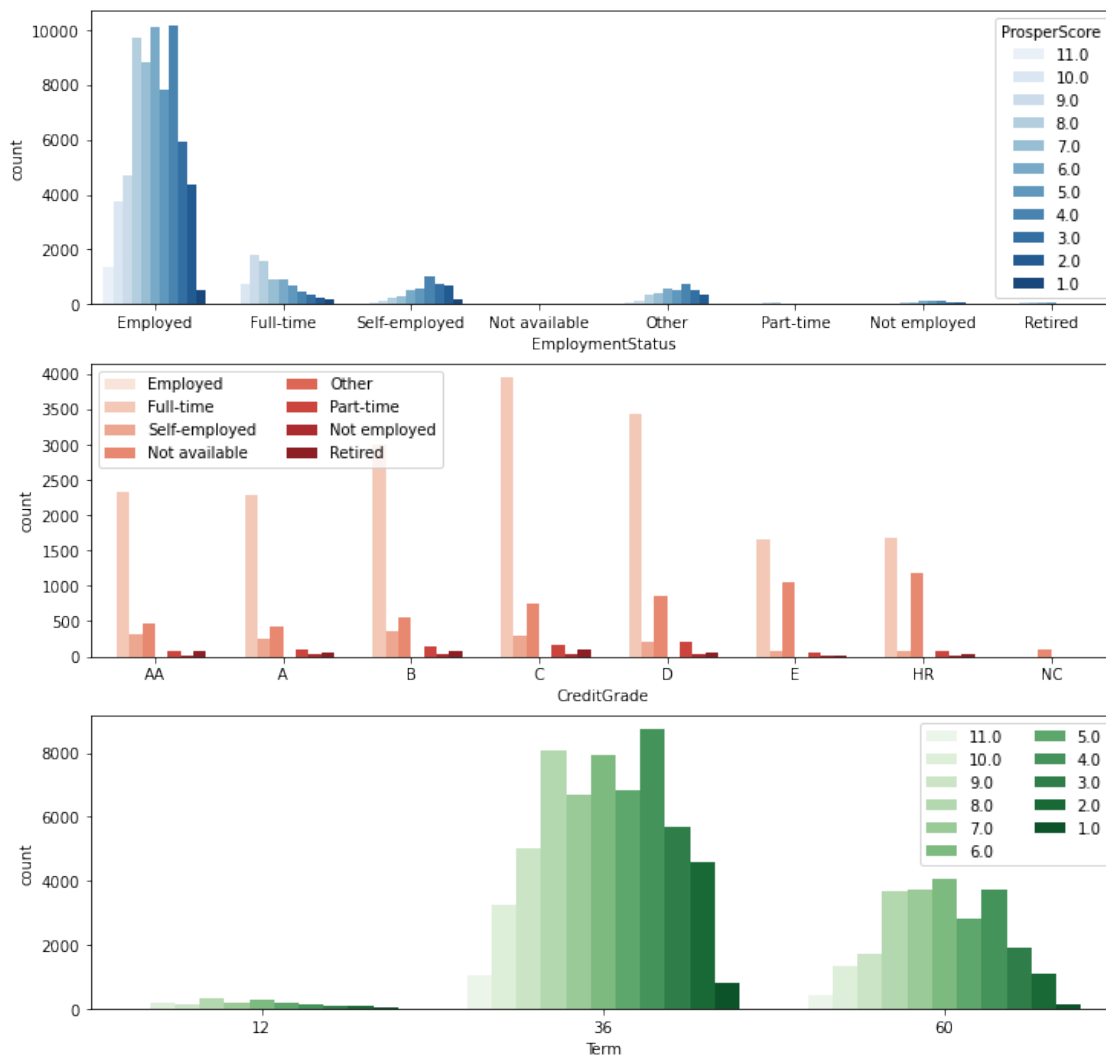 ProsperScore
11.0
10.0
9.0
8.0
7.0
6.0
5.0
4.0
3.0
2.0
1.0
10000
8000
6000
4000
2000
0
count
Employed Full-time Self-employed Not available Other Part-time Not employed Retired
EmploymentStatus
Employed Other
Full-time Part-time
Self-employed Not employed
Not available Retired
4000
3500
3000
2500
2000
1500
1000
500
0
count
AA A B C D E HR NC
CreditGrade
11.0 5.0
10.0 4.0
9.0 3.0
8.0 2.0
7.0 1.0
6.0
8000
6000
4000
2000
0
count
12 36 60
Term